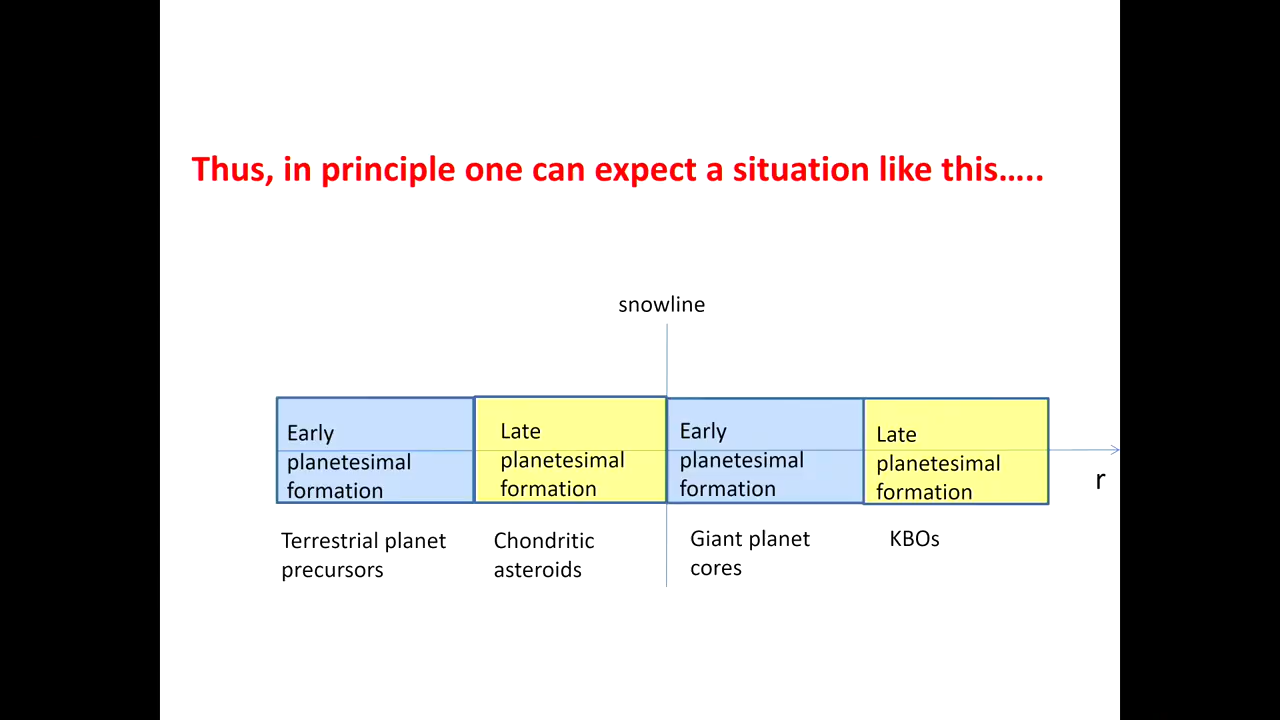 Thus, in principle one can expect a situation like this.....
snowline
Early
planetesimal
formation
Late
planetesimal
formation
Early
planetesimal
formation
Late
planetesimal
formation
r
Terrestrial planet
precursors
Chondritic
asteroids
Giant planet
cores
KBOs